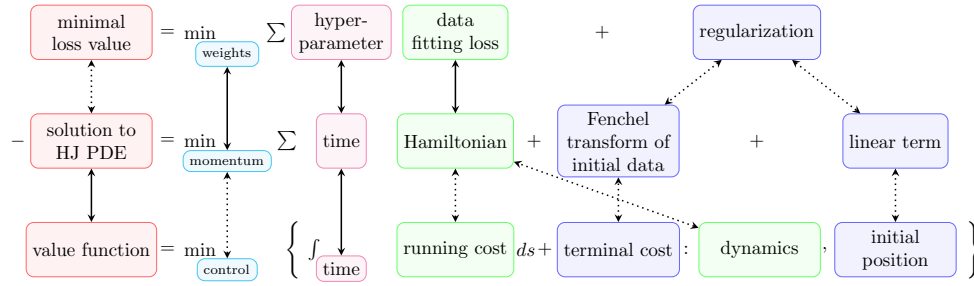 minimal loss value = min weights ∑ hyper-parameter data fitting loss + regularization
− solution to HJ PDE = min momentum ∑ time Hamiltonian + Fenchel transform of initial data + linear term
value function = min control { ∫ time running cost ds + terminal cost : dynamics , initial position }